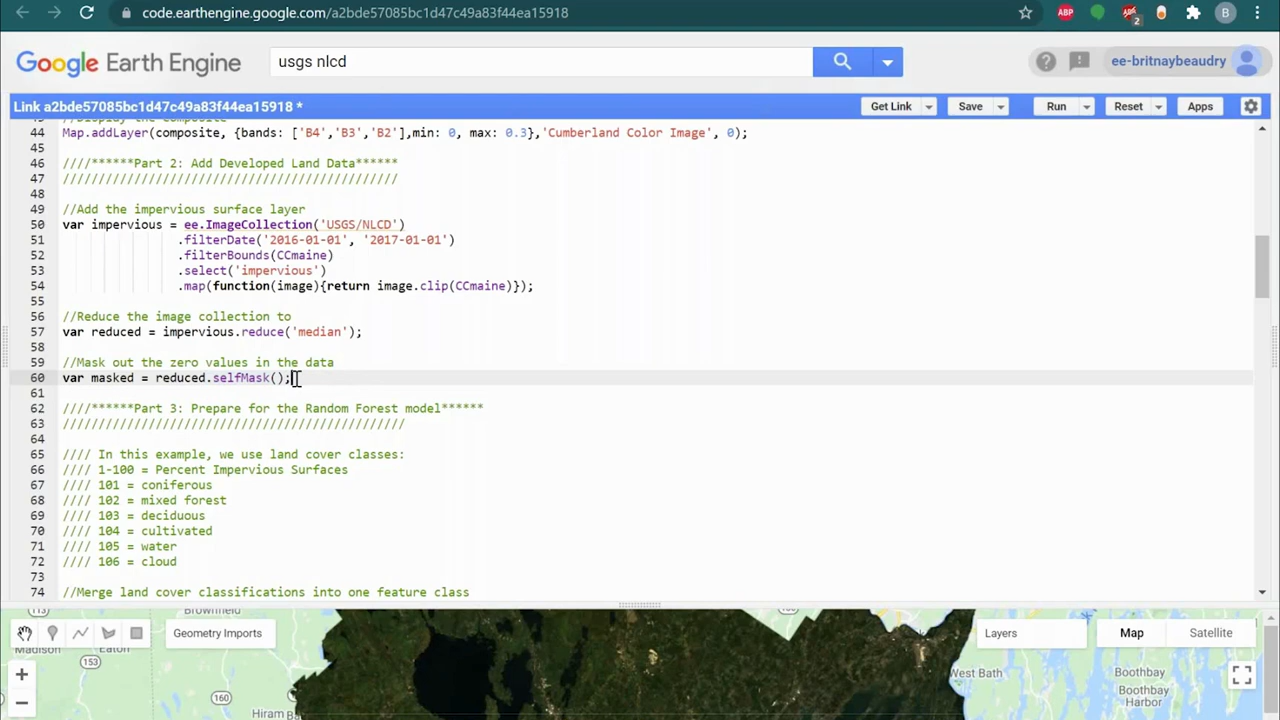 code.earthengine.google.com/a2bde57085bc1d47c49a83f44ea15918
ABP
2
B
Google Earth Engine
usgs nlcd
ee-britnaybeaudry
Link a2bde57085bc1d47c49a83f44ea15918 *
Get Link
Save
Run
Reset
Apps
43 //Display the composite
44 Map.addLayer(composite, {bands: ['B4','B3','B2'],min: 0, max: 0.3},'Cumberland Color Image', 0);
45
46 ////******Part 2: Add Developed Land Data******
47 ///////////////////////////////////////////////
48
49 //Add the impervious surface layer
50 var impervious = ee.ImageCollection('USGS/NLCD')
51 .filterDate('2016-01-01', '2017-01-01')
52 .filterBounds(CCmaine)
53 .select('impervious')
54 .map(function(image){return image.clip(CCmaine)});
55
56 //Reduce the image collection to
57 var reduced = impervious.reduce('median');
58
59 //Mask out the zero values in the data
60 var masked = reduced.selfMask();
61
62 ////******Part 3: Prepare for the Random Forest model******
63 ////////////////////////////////////////////////
64
65 //// In this example, we use land cover classes:
66 //// 1-100 = Percent Impervious Surfaces
67 //// 101 = coniferous
68 //// 102 = mixed forest
69 //// 103 = deciduous
70 //// 104 = cultivated
71 //// 105 = water
72 //// 106 = cloud
73
74 //Merge land cover classifications into one feature class
113
Brownfield
Geometry Imports
Layers
Map
Satellite
Madison
Eaton
153
160
Hiram
West Bath
Boothbay
Boothbay
Harbor
+
−